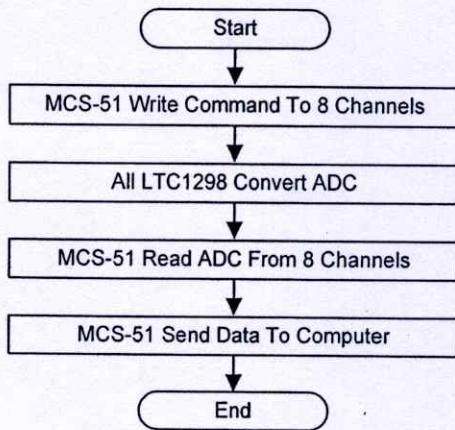 Start
MCS-51 Write Command To 8 Channels
All LTC1298 Convert ADC
MCS-51 Read ADC From 8 Channels
MCS-51 Send Data To Computer
End